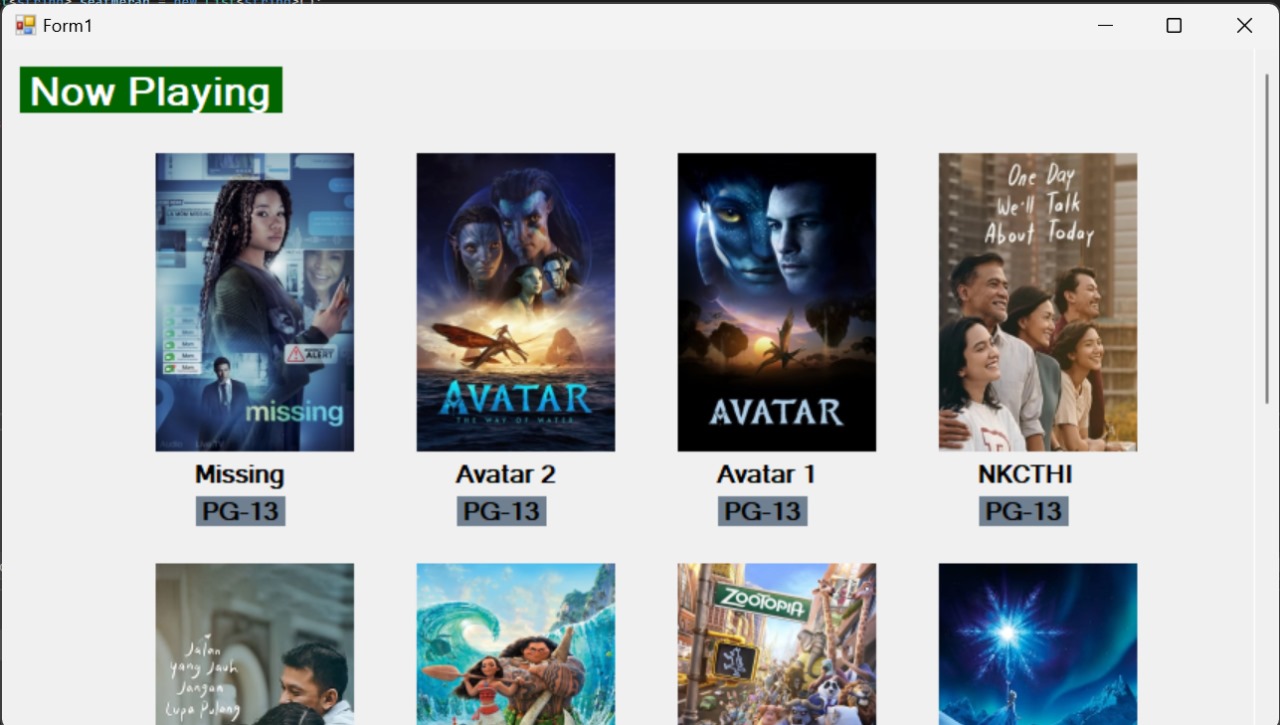 Form1
Now Playing
ALERT
missing
AVATAR
THE WAY OF WATER
AVATAR
One Day
We'll Talk
About Today
Missing
Avatar 2
Avatar 1
NKCTHI
PG-13
PG-13
PG-13
PG-13
Jalan
yang Jauh
Jangan
Lupa Pulang
ZOOTOPIA